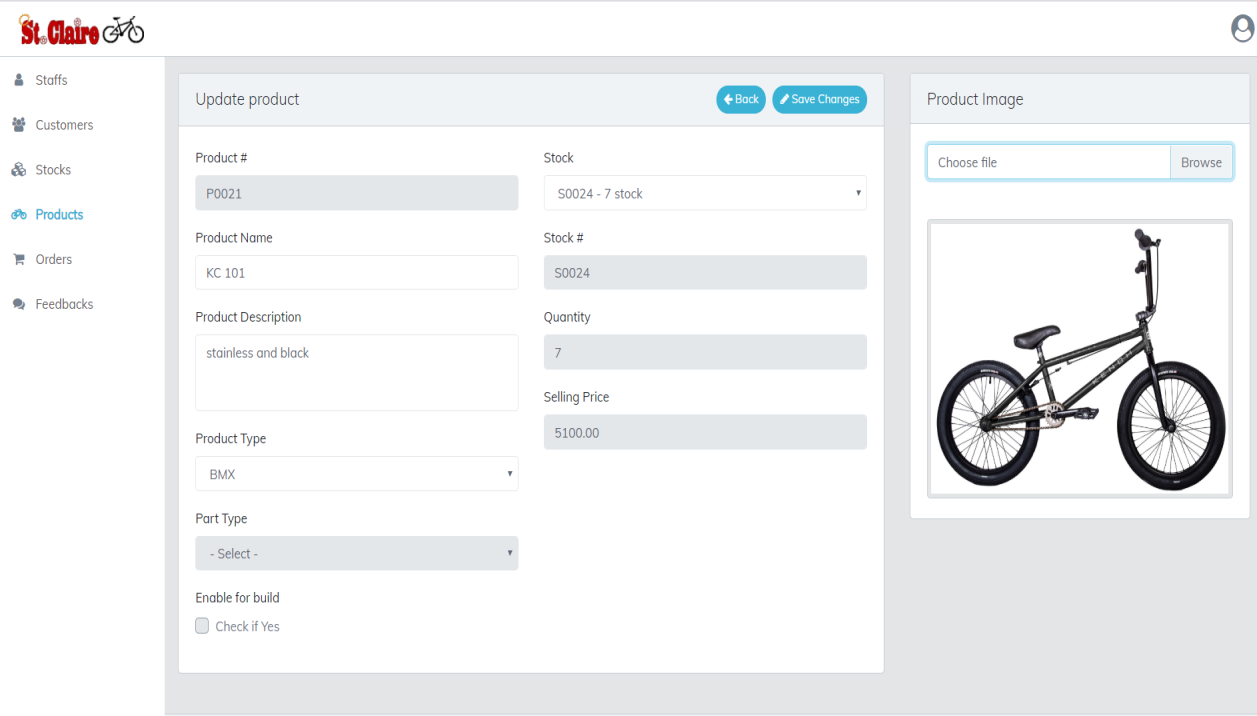 St. Claire
Staffs
Customers
Stocks
Products
Orders
Feedbacks
Update product
Back
Save Changes
Product #
P0021
Product Name
KC 101
Product Description
stainless and black
Product Type
BMX
Part Type
- Select -
Enable for build
Check if Yes
Stock
S0024 - 7 stock
Stock #
S0024
Quantity
7
Selling Price
5100.00
Product Image
Choose file
Browse
KENCH